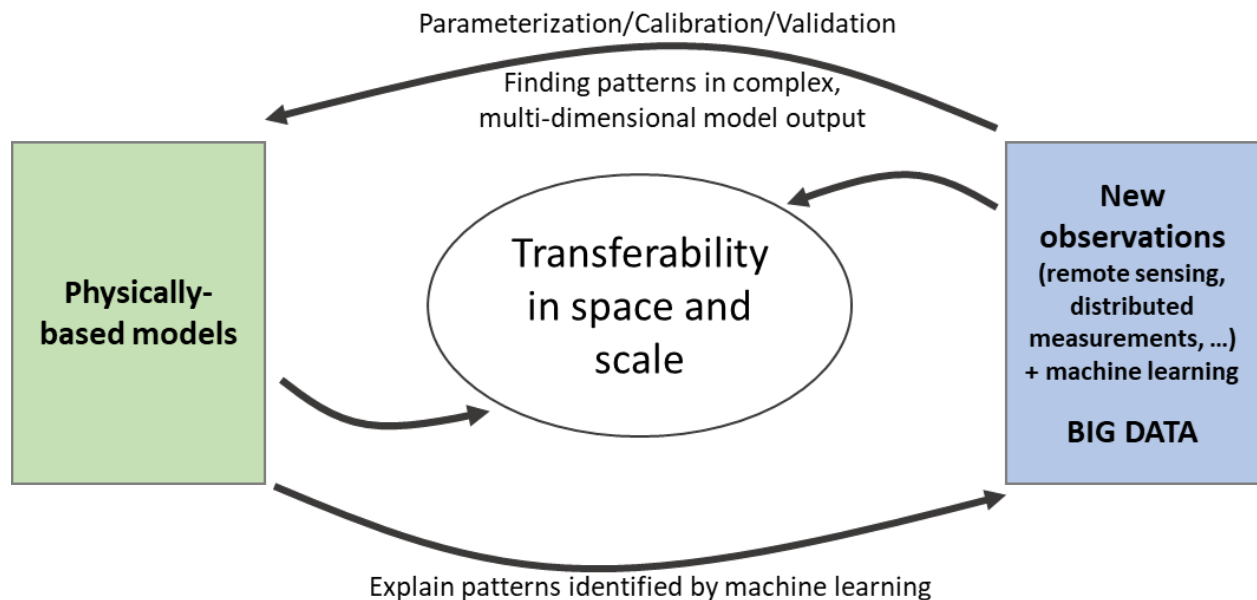 Parameterization/Calibration/Validation
Finding patterns in complex,
multi-dimensional model output
Physically-
based models
Transferability
in space and
scale
New
observations
(remote sensing,
distributed
measurements, ...)
+ machine learning
BIG DATA
Explain patterns identified by machine learning